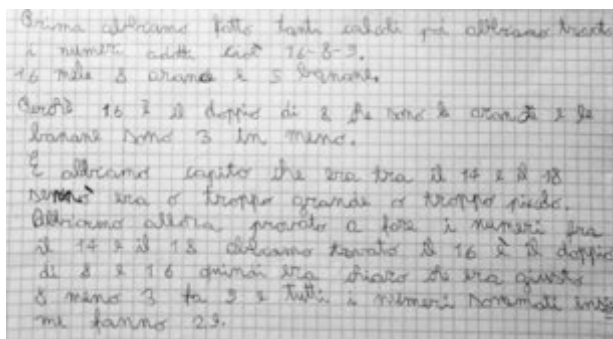 Prima abbiamo fatto tanti calcoli poi abbiamo trovato
i numeri adatti cioè 16-8-5.
16 mele 8 arance e 5 banane.
Perché 16 è il doppio di 8 che sono le arance e le
banane sono 3 in meno.
E abbiamo capito che era tra il 14 e il 18
sennò era o troppo grande o troppo piccolo.
Abbiamo allora provato a fare i numeri fra
il 14 e il 18 abbiamo trovato il 16 è il doppio
di 8 e 16 quindi era chiaro che era giusto
8 meno 3 fa 5 e tutti i numeri sommati insie
me fanno 29.